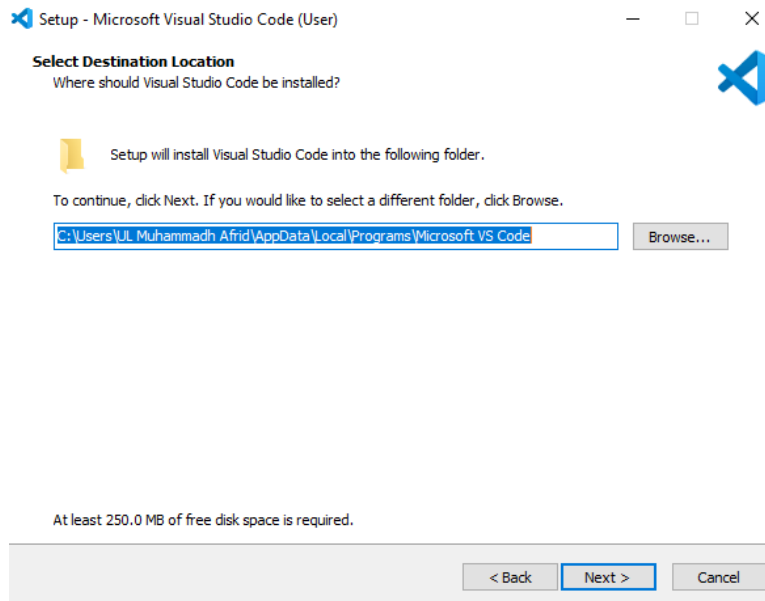 Setup - Microsoft Visual Studio Code (User)
Select Destination Location
Where should Visual Studio Code be installed?
Setup will install Visual Studio Code into the following folder.
To continue, click Next. If you would like to select a different folder, click Browse.
C:\Users\UL Muhammadh Afrid\AppData\Local\Programs\Microsoft VS Code
Browse...
At least 250.0 MB of free disk space is required.
< Back Next > Cancel